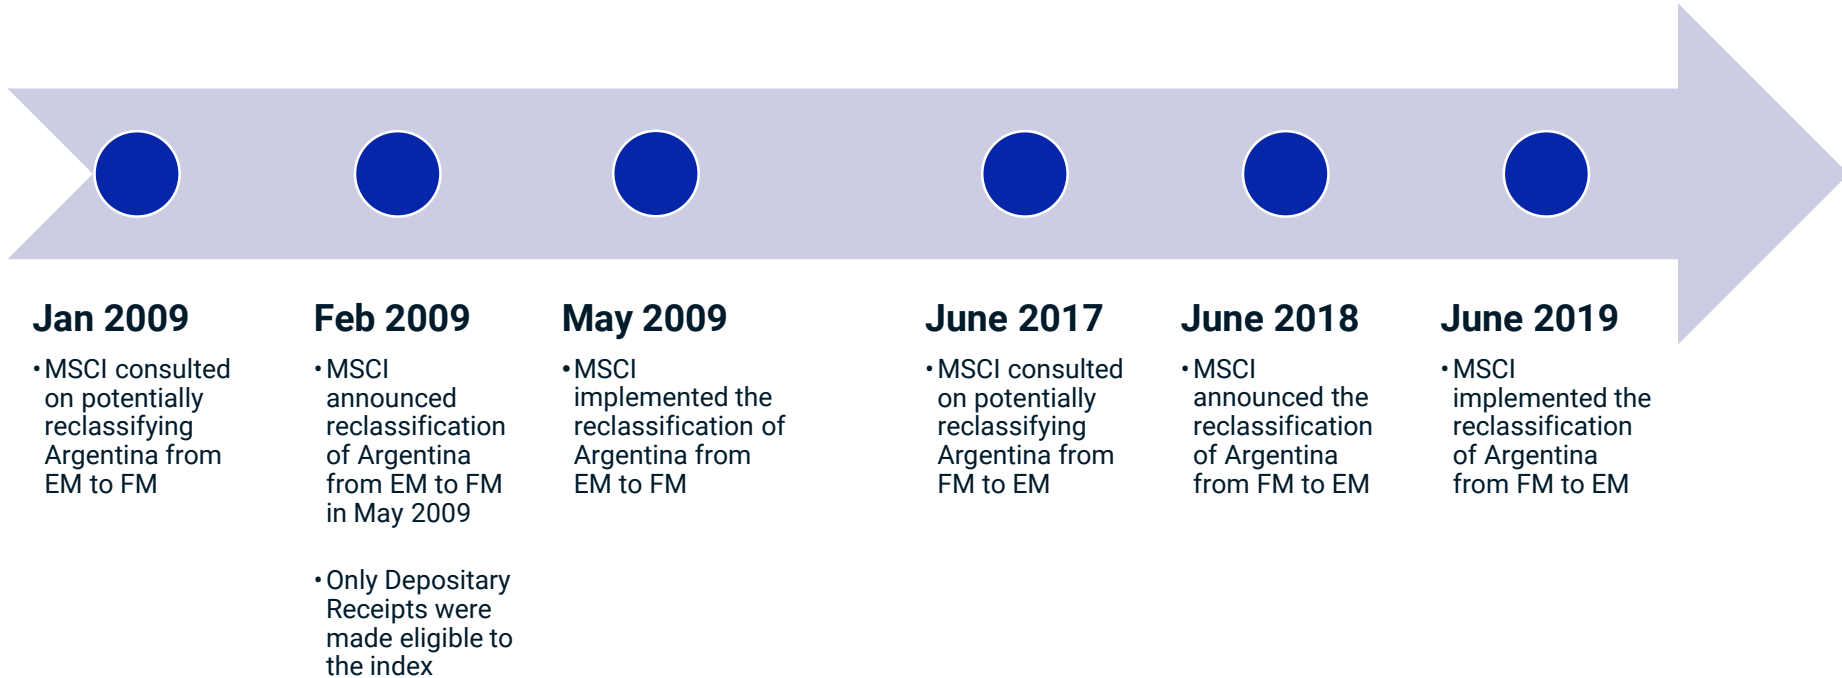 Jan 2009
•MSCI consulted
on potentially
reclassifying
Argentina from
EM to FM
Feb 2009
•MSCI
announced
reclassification
of Argentina
from EM to FM
in May 2009
•Only Depositary
Receipts were
made eligible to
the index
May 2009
•MSCI
implemented the
reclassification of
Argentina from
EM to FM
June 2017
•MSCI consulted
on potentially
reclassifying
Argentina from
FM to EM
June 2018
•MSCI
announced the
reclassification
of Argentina
from FM to EM
June 2019
•MSCI
implemented the
reclassification
of Argentina
from FM to EM